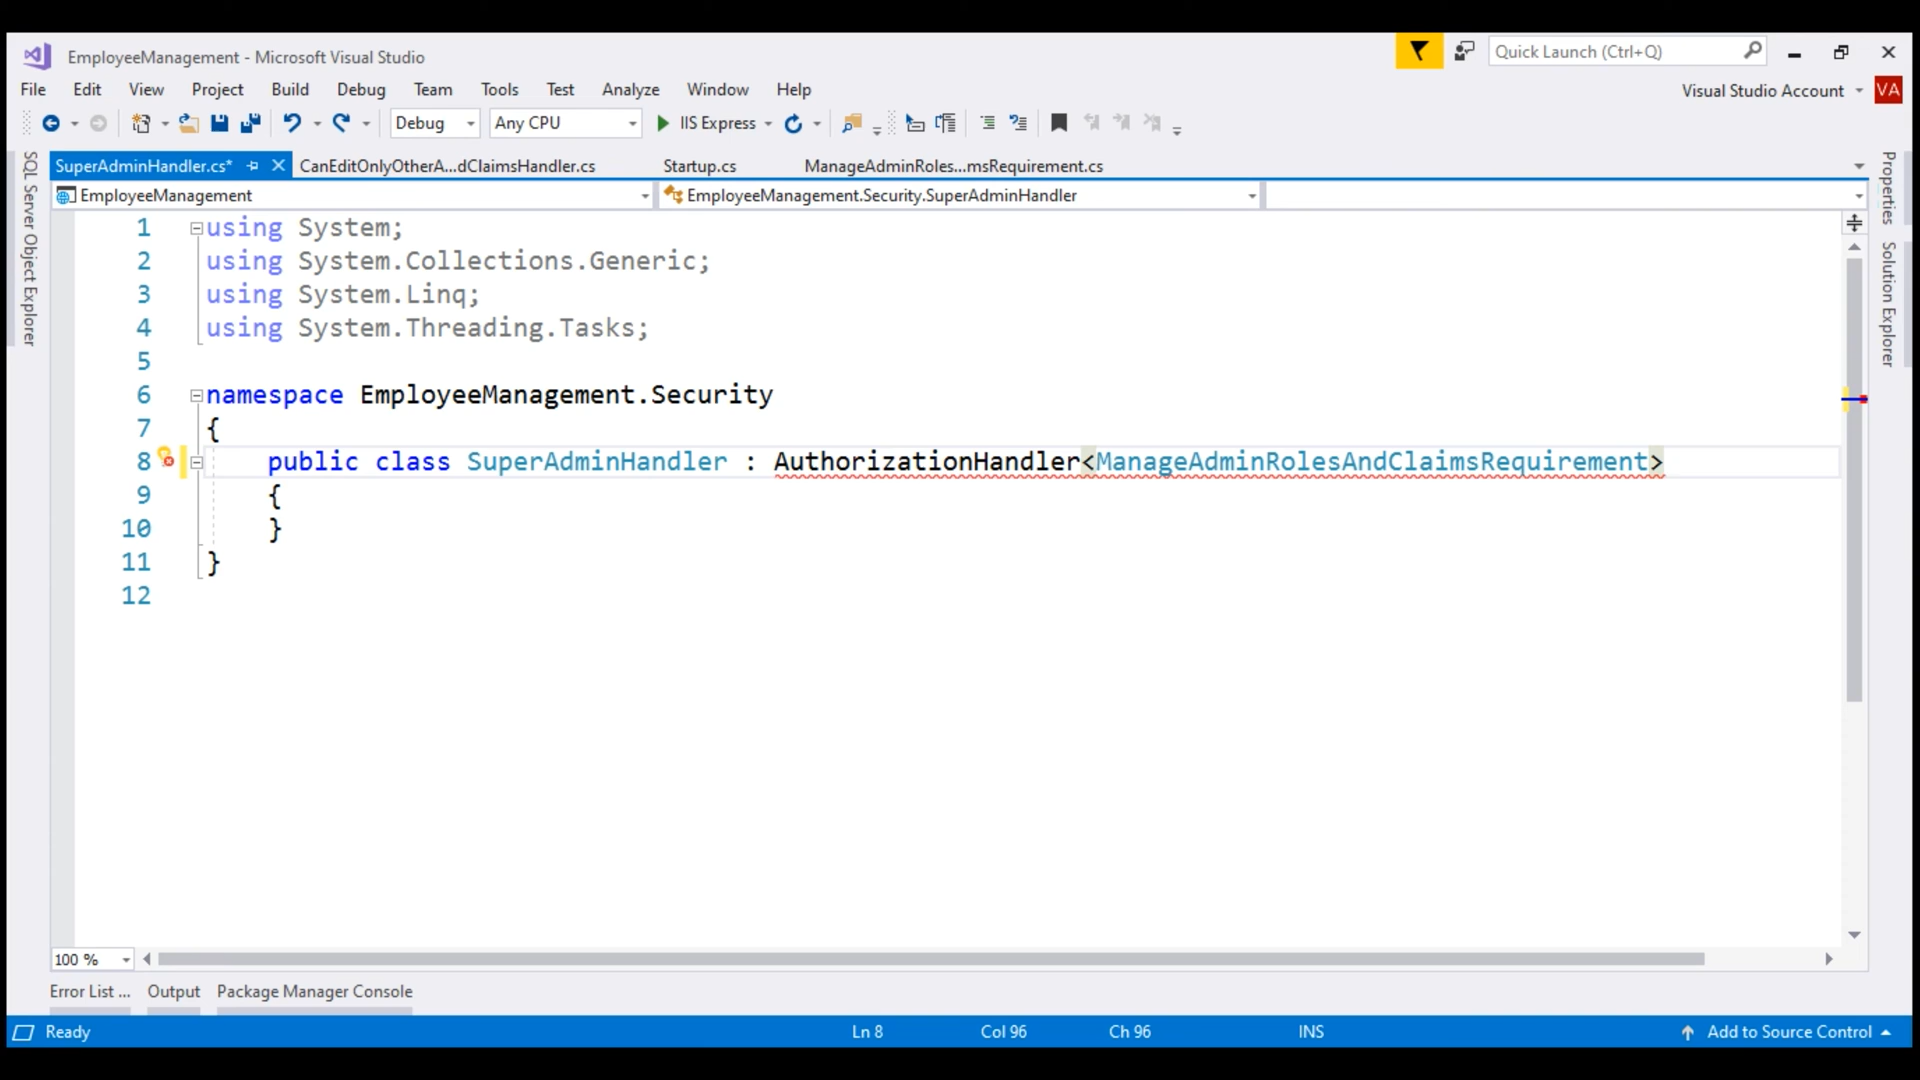 EmployeeManagement - Microsoft Visual Studio
Quick Launch (Ctrl+Q)
File Edit View Project Build Debug Team Tools Test Analyze Window Help
Visual Studio Account VA
Debug Any CPU IIS Express
SuperAdminHandler.cs* CanEditOnlyOtherA...dClaimsHandler.cs Startup.cs ManageAdminRoles...msRequirement.cs
EmployeeManagement EmployeeManagement.Security.SuperAdminHandler
SQL Server Object Explorer
Properties
Solution Explorer
1 using System;
2 using System.Collections.Generic;
3 using System.Linq;
4 using System.Threading.Tasks;
5
6 namespace EmployeeManagement.Security
7 {
8 public class SuperAdminHandler : AuthorizationHandler<ManageAdminRolesAndClaimsRequirement>
9 {
10 }
11 }
12
100 %
Error List ... Output Package Manager Console
Ready Ln 8 Col 96 Ch 96 INS Add to Source Control